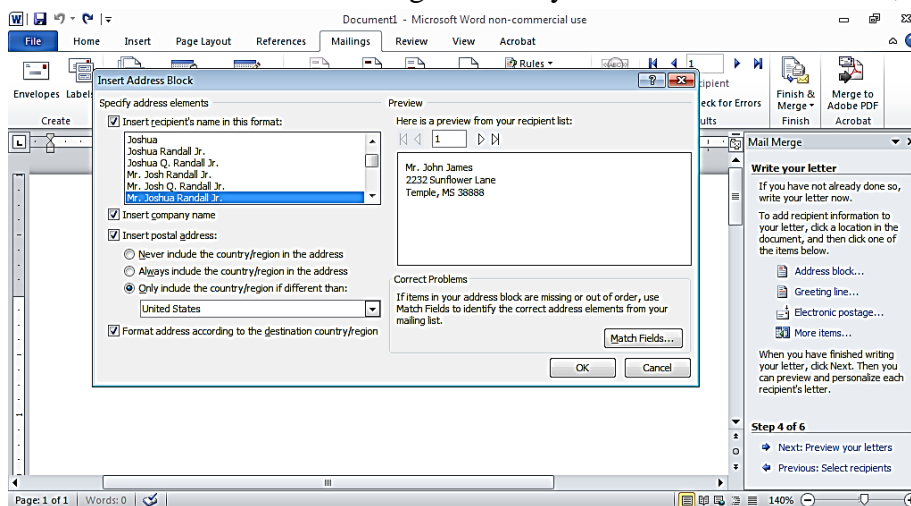 Document1 - Microsoft Word non-commercial use
File Home Insert Page Layout References Mailings Review View Acrobat
Rules
1
Envelopes Labels
Finish & Merge
Merge to Adobe PDF
Create
Finish
Acrobat
Insert Address Block
Specify address elements
Insert recipient's name in this format:
Joshua
Joshua Randall Jr.
Joshua Q. Randall Jr.
Mr. Josh Randall Jr.
Mr. Josh Q. Randall Jr.
Mr. Joshua Randall Jr.
Insert company name
Insert postal address:
Never include the country/region in the address
Always include the country/region in the address
Only include the country/region if different than:
United States
Format address according to the destination country/region
Preview
Here is a preview from your recipient list:
1
Mr. John James
2232 Sunflower Lane
Temple, MS 38888
Correct Problems
If items in your address block are missing or out of order, use
Match Fields to identify the correct address elements from your
mailing list.
Match Fields...
OK Cancel
Mail Merge
Write your letter
If you have not already done so,
write your letter now.
To add recipient information to
your letter, click a location in the
document, and then click one of
the items below.
Address block...
Greeting line...
Electronic postage...
More items...
When you have finished writing
your letter, click Next. Then you
can preview and personalize each
recipient's letter.
Step 4 of 6
Next: Preview your letters
Previous: Select recipients
Page: 1 of 1 Words: 0
140%